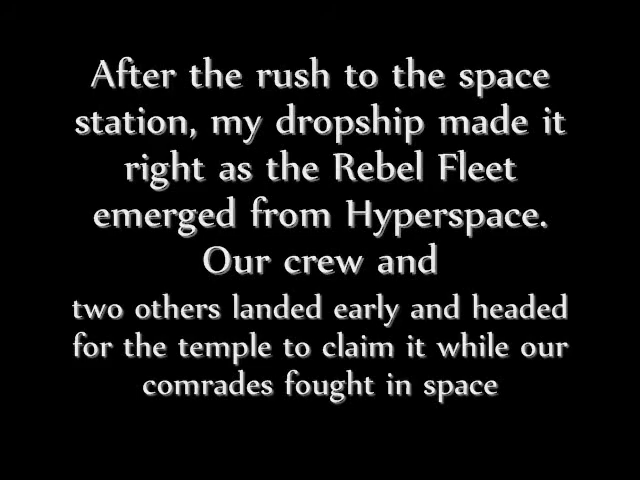 After the rush to the space
station, my dropship made it
right as the Rebel Fleet
emerged from Hyperspace.
Our crew and
two others landed early and headed
for the temple to claim it while our
comrades fought in space